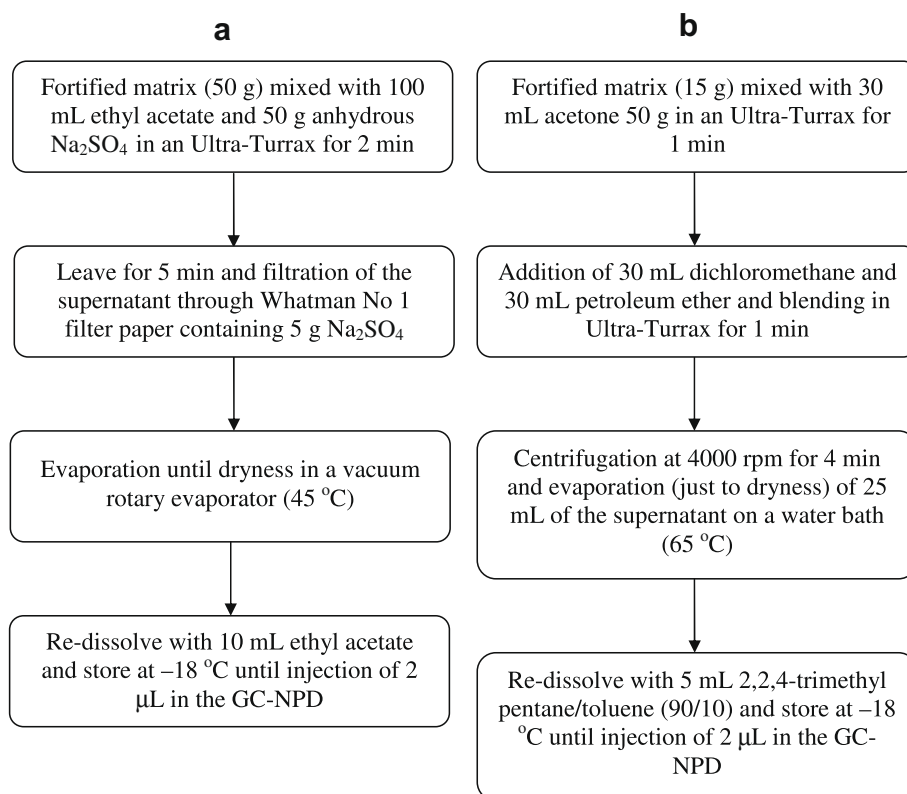 a
Fortified matrix (50 g) mixed with 100
mL ethyl acetate and 50 g anhydrous
Na₂SO₄ in an Ultra-Turrax for 2 min
Leave for 5 min and filtration of the
supernatant through Whatman No 1
filter paper containing 5 g Na₂SO₄
Evaporation until dryness in a vacuum
rotary evaporator (45 °C)
Re-dissolve with 10 mL ethyl acetate
and store at –18 °C until injection of 2
µL in the GC-NPD
b
Fortified matrix (15 g) mixed with 30
mL acetone 50 g in an Ultra-Turrax for
1 min
Addition of 30 mL dichloromethane and
30 mL petroleum ether and blending in
Ultra-Turrax for 1 min
Centrifugation at 4000 rpm for 4 min
and evaporation (just to dryness) of 25
mL of the supernatant on a water bath
(65 °C)
Re-dissolve with 5 mL 2,2,4-trimethyl
pentane/toluene (90/10) and store at –18
°C until injection of 2 µL in the GC-
NPD